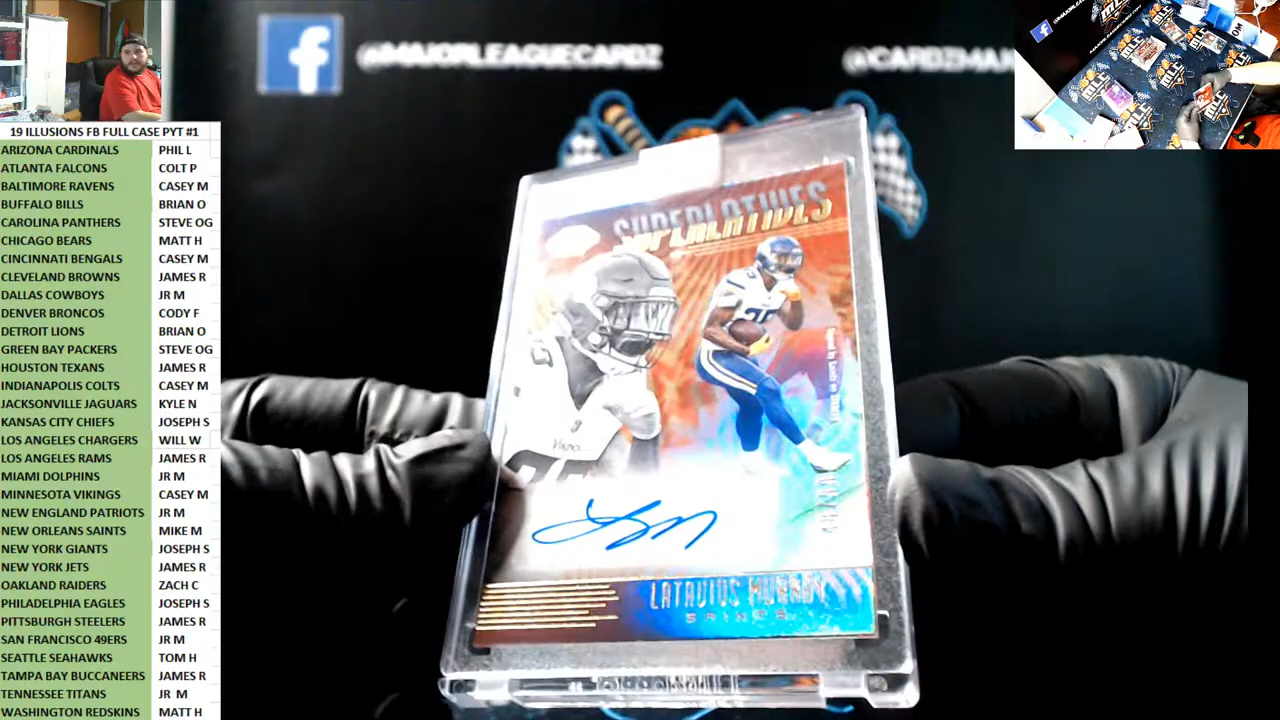 @MAJORLEAGUECARDZ
@CARDZMA
19 ILLUSIONS FB FULL CASE PYT #1
ARIZONA CARDINALS PHIL L
ATLANTA FALCONS COLT P
BALTIMORE RAVENS CASEY M
BUFFALO BILLS BRIAN O
CAROLINA PANTHERS STEVE OG
CHICAGO BEARS MATT H
CINCINNATI BENGALS CASEY M
CLEVELAND BROWNS JAMES R
DALLAS COWBOYS JR M
DENVER BRONCOS CODY F
DETROIT LIONS BRIAN O
GREEN BAY PACKERS STEVE OG
HOUSTON TEXANS JAMES R
INDIANAPOLIS COLTS CASEY M
JACKSONVILLE JAGUARS KYLE N
KANSAS CITY CHIEFS JOSEPH S
LOS ANGELES CHARGERS WILL W
LOS ANGELES RAMS JAMES R
MIAMI DOLPHINS JR M
MINNESOTA VIKINGS CASEY M
NEW ENGLAND PATRIOTS JR M
NEW ORLEANS SAINTS MIKE M
NEW YORK GIANTS JOSEPH S
NEW YORK JETS JAMES R
OAKLAND RAIDERS ZACH C
PHILADELPHIA EAGLES JOSEPH S
PITTSBURGH STEELERS JAMES R
SAN FRANCISCO 49ERS JR M
SEATTLE SEAHAWKS TOM H
TAMPA BAY BUCCANEERS JAMES R
TENNESSEE TITANS JR M
WASHINGTON REDSKINS MATT H
SUPERLATIVES
LATAVIUS MURRAY
SAINTS
MLC
MLC
MLC
MLC